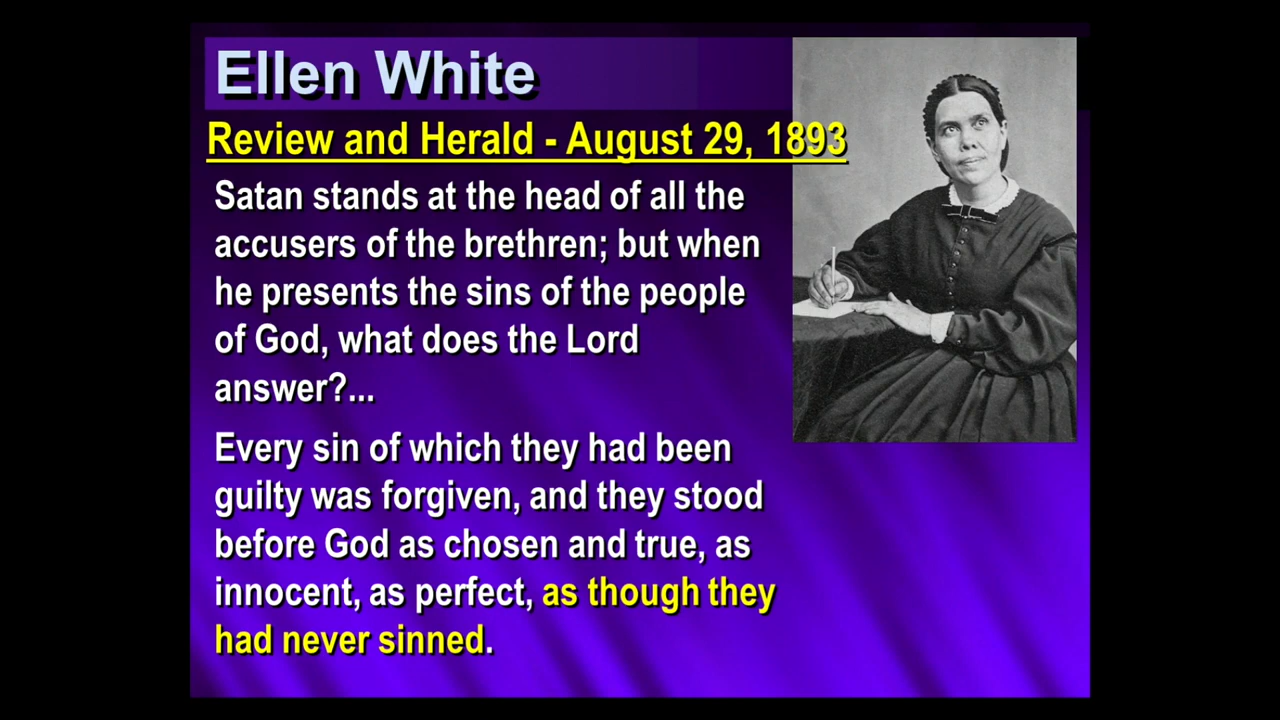 Ellen White
Review and Herald - August 29, 1893
Satan stands at the head of all the
accusers of the brethren; but when
he presents the sins of the people
of God, what does the Lord
answer?...
Every sin of which they had been
guilty was forgiven, and they stood
before God as chosen and true, as
innocent, as perfect, as though they
had never sinned.